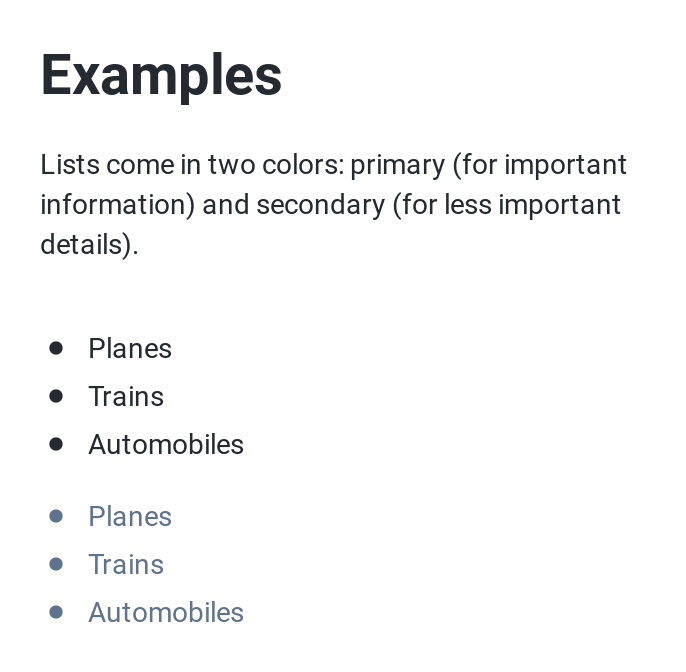 Examples
Lists come in two colors: primary (for important
information) and secondary (for less important
details).
Planes
Trains
Automobiles
Planes
Trains
Automobiles